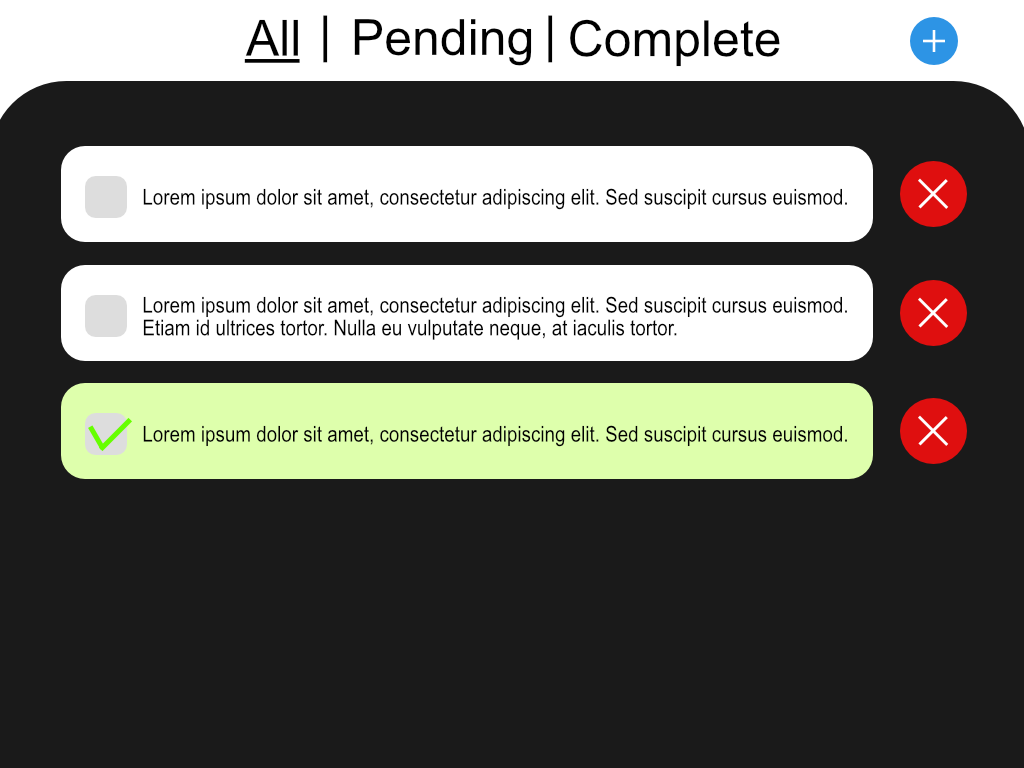 All | Pending | Complete
Lorem ipsum dolor sit amet, consectetur adipiscing elit. Sed suscipit cursus euismod.
Lorem ipsum dolor sit amet, consectetur adipiscing elit. Sed suscipit cursus euismod.
Etiam id ultrices tortor. Nulla eu vulputate neque, at iaculis tortor.
Lorem ipsum dolor sit amet, consectetur adipiscing elit. Sed suscipit cursus euismod.